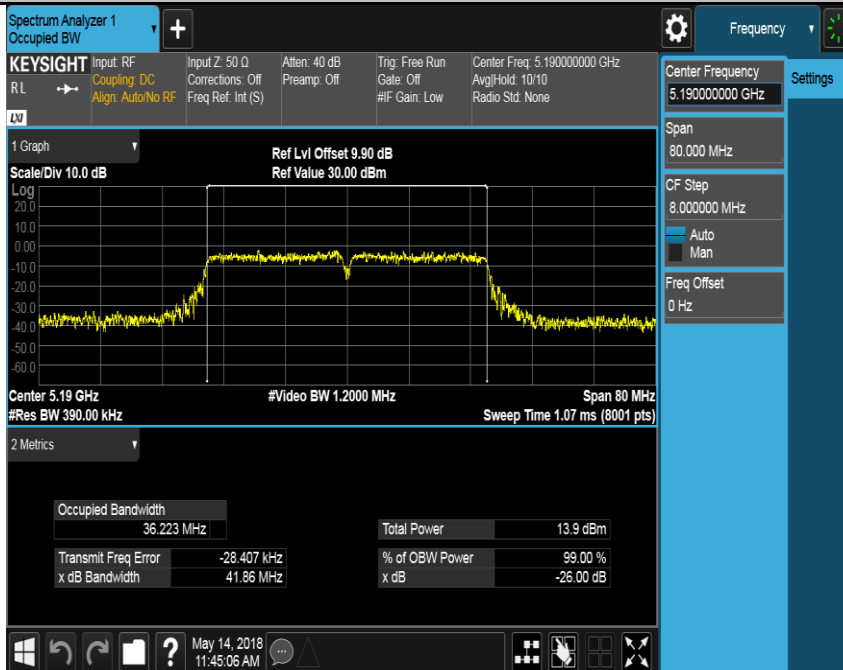 Spectrum Analyzer 1
Occupied BW
+
Frequency
KEYSIGHT
RL
LXI
Input: RF
Coupling: DC
Align: Auto/No RF
Input Z: 50 Ω
Corrections: Off
Freq Ref: Int (S)
Atten: 40 dB
Preamp: Off
Trig: Free Run
Gate: Off
#IF Gain: Low
Center Freq: 5.190000000 GHz
Avg|Hold: 10/10
Radio Std: None
Center Frequency
5.190000000 GHz
Settings
Span
80.000 MHz
CF Step
8.000000 MHz
Auto
Man
Freq Offset
0 Hz
1 Graph
Scale/Div 10.0 dB
Ref Lvl Offset 9.90 dB
Ref Value 30.00 dBm
Log
20.0
10.0
0.00
-10.0
-20.0
-30.0
-40.0
-50.0
-60.0
Center 5.19 GHz
#Video BW 1.2000 MHz
Span 80 MHz
#Res BW 390.00 kHz
Sweep Time 1.07 ms (8001 pts)
2 Metrics
Occupied Bandwidth
36.223 MHz
Total Power 13.9 dBm
Transmit Freq Error -28.407 kHz
% of OBW Power 99.00 %
x dB Bandwidth 41.86 MHz
x dB -26.00 dB
?
May 14, 2018
11:45:06 AM